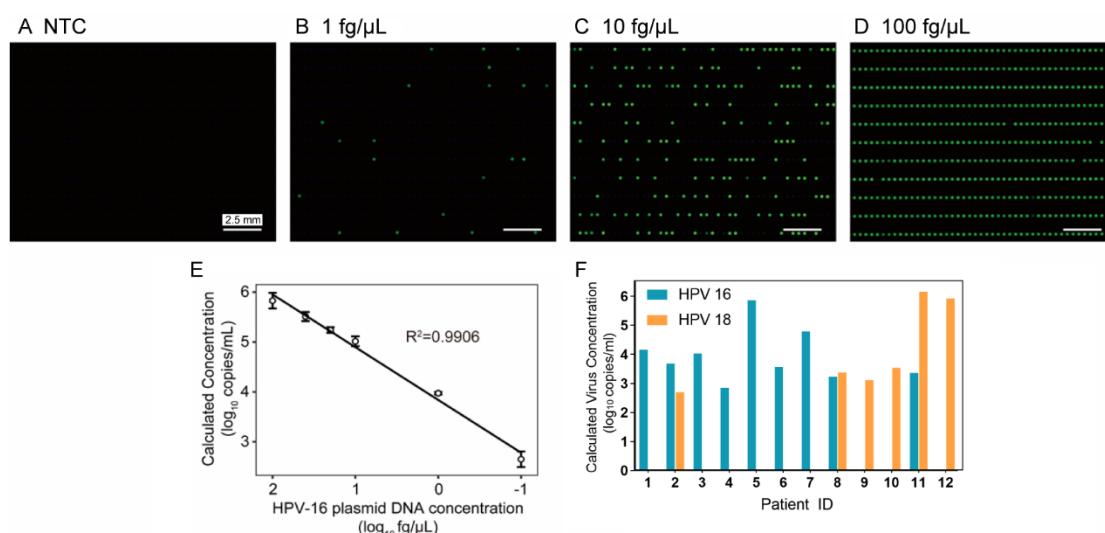 A NTC
B 1 fg/µL
C 10 fg/µL
D 100 fg/µL
2.5 mm
E
Calculated Concentration
(log₁₀ copies/mL)
6
5
4
3
R²=0.9906
2
1
0
-1
HPV-16 plasmid DNA concentration
(log₁₀ fg/µL)
F
Calculated Virus Concentration
(log₁₀ copies/ml)
6
5
4
3
2
1
0
HPV 16
HPV 18
1 2 3 4 5 6 7 8 9 10 11 12
Patient ID